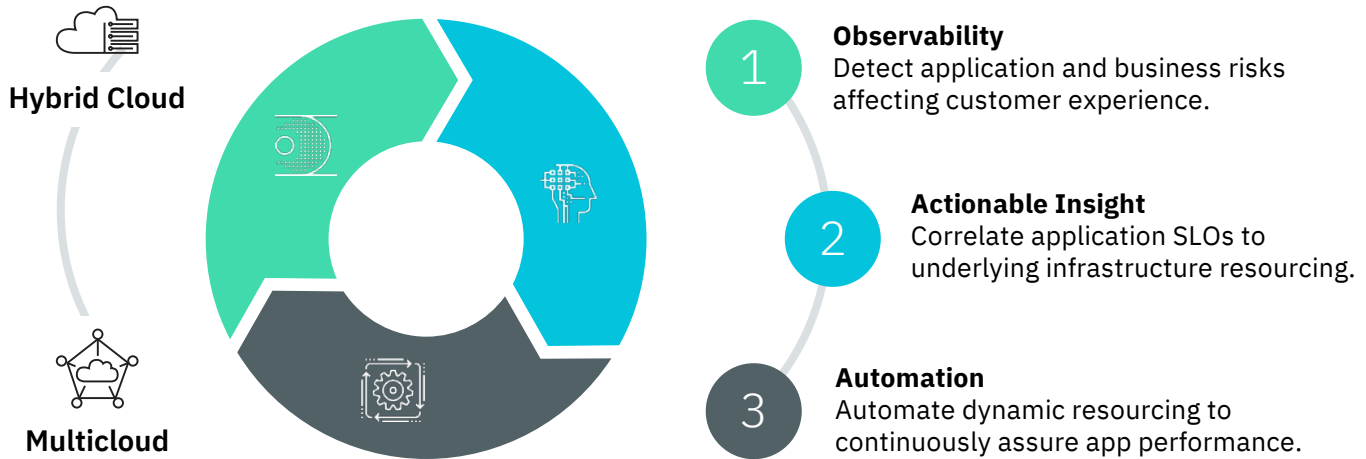 Hybrid Cloud
Multicloud
1
Observability
Detect application and business risks
affecting customer experience.
2
Actionable Insight
Correlate application SLOs to
underlying infrastructure resourcing.
3
Automation
Automate dynamic resourcing to
continuously assure app performance.